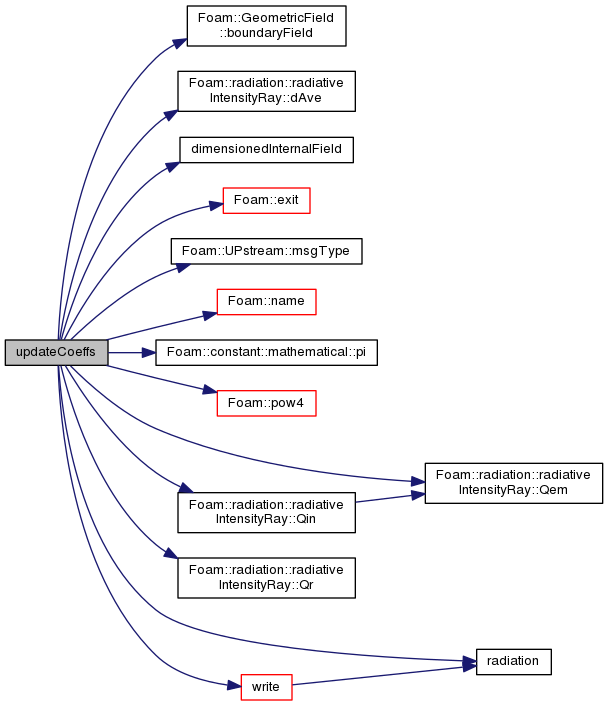 Foam::GeometricField
::boundaryField
Foam::radiation::radiative
IntensityRay::dAve
dimensionedInternalField
Foam::exit
Foam::UPstream::msgType
Foam::name
updateCoeffs
Foam::constant::mathematical::pi
Foam::pow4
Foam::radiation::radiative
IntensityRay::Qem
Foam::radiation::radiative
IntensityRay::Qin
Foam::radiation::radiative
IntensityRay::Qr
radiation
write